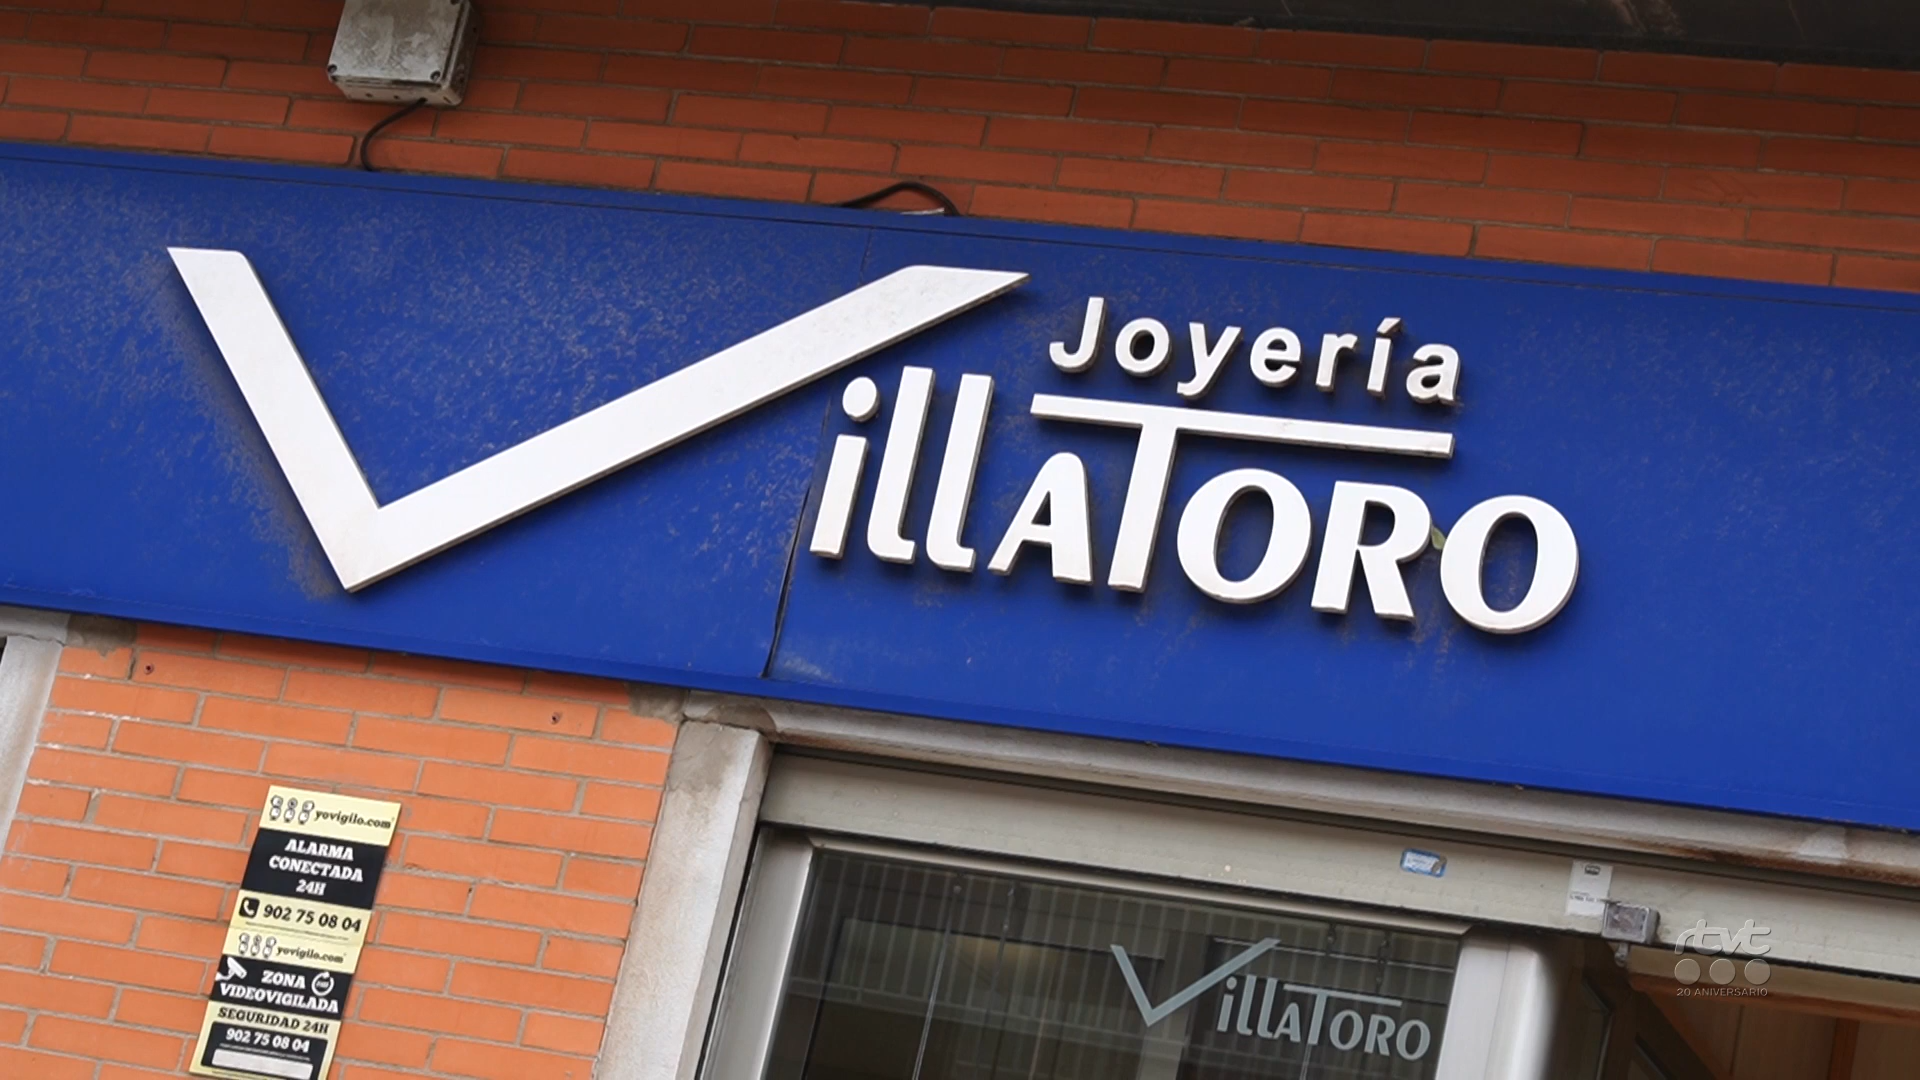 Joyería
VillaTORO
yovigilo.com
ALARMA
CONECTADA
24H
902 75 08 04
yovigilo.com
ZONA
VIDEOVIGILADA
SEGURIDAD 24H
902 75 08 04
VillaTORO
rtvt
20 ANIVERSARIO